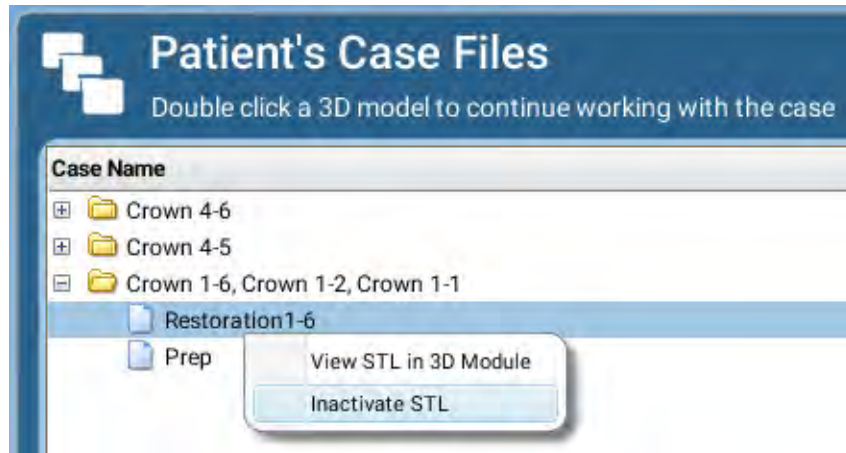 Patient's Case Files
Double click a 3D model to continue working with the case
Case Name
Crown 4-6
Crown 4-5
Crown 1-6, Crown 1-2, Crown 1-1
Restoration1-6
Prep
View STL in 3D Module
Inactivate STL